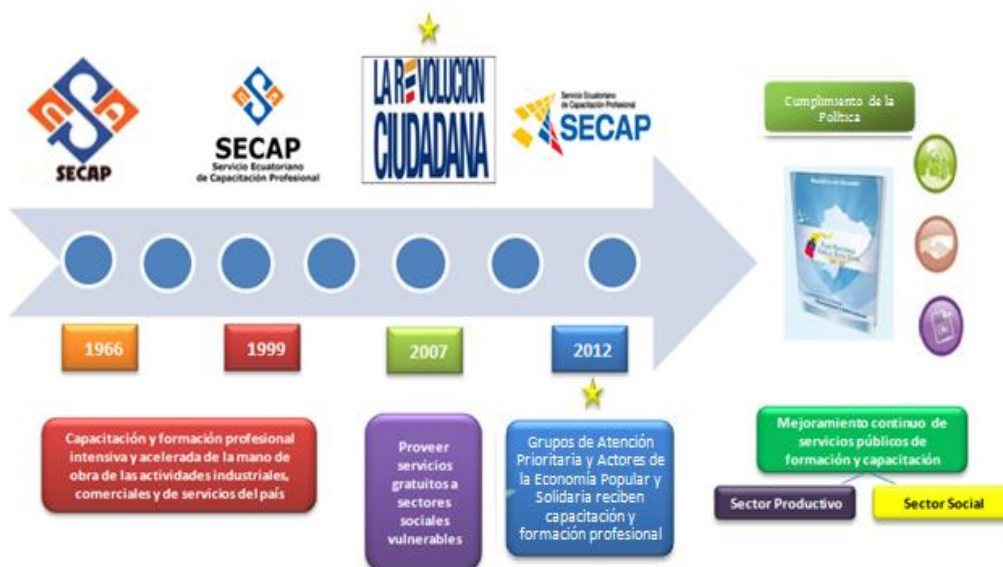 SECAP
SECAP
Servicio Ecuatoriano
de Capacitación Profesional
LA REVOLUCION
CIUDADANA
Servicio Ecuatoriano
de Capacitación Profesional
SECAP
Cumplimiento de la
Política
1966
1999
2007
2012
Capacitación y formación profesional
intensiva y acelerada de la mano de
obra de las actividades industriales,
comerciales y de servicios del país
Proveer
servicios
gratuitos a
sectores
sociales
vulnerables
Grupos de Atención
Prioritaria y Actores de
la Economía Popular y
Solidaria reciben
capacitación y
formación profesional
Mejoramiento continuo de
servicios públicos de
formación y capacitación
Sector Productivo
Sector Social